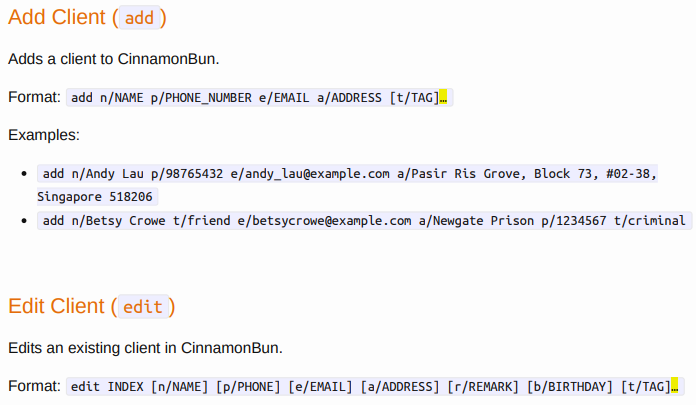 Add Client (add)
Adds a client to CinnamonBun.
Format: add n/NAME p/PHONE_NUMBER e/EMAIL a/ADDRESS [t/TAG]…
Examples:
• add n/Andy Lau p/98765432 e/andy_lau@example.com a/Pasir Ris Grove, Block 73, #02-38,
Singapore 518206
• add n/Betsy Crowe t/friend e/betsycrowe@example.com a/Newgate Prison p/1234567 t/criminal
Edit Client (edit)
Edits an existing client in CinnamonBun.
Format: edit INDEX [n/NAME] [p/PHONE] [e/EMAIL] [a/ADDRESS] [r/REMARK] [b/BIRTHDAY] [t/TAG]…